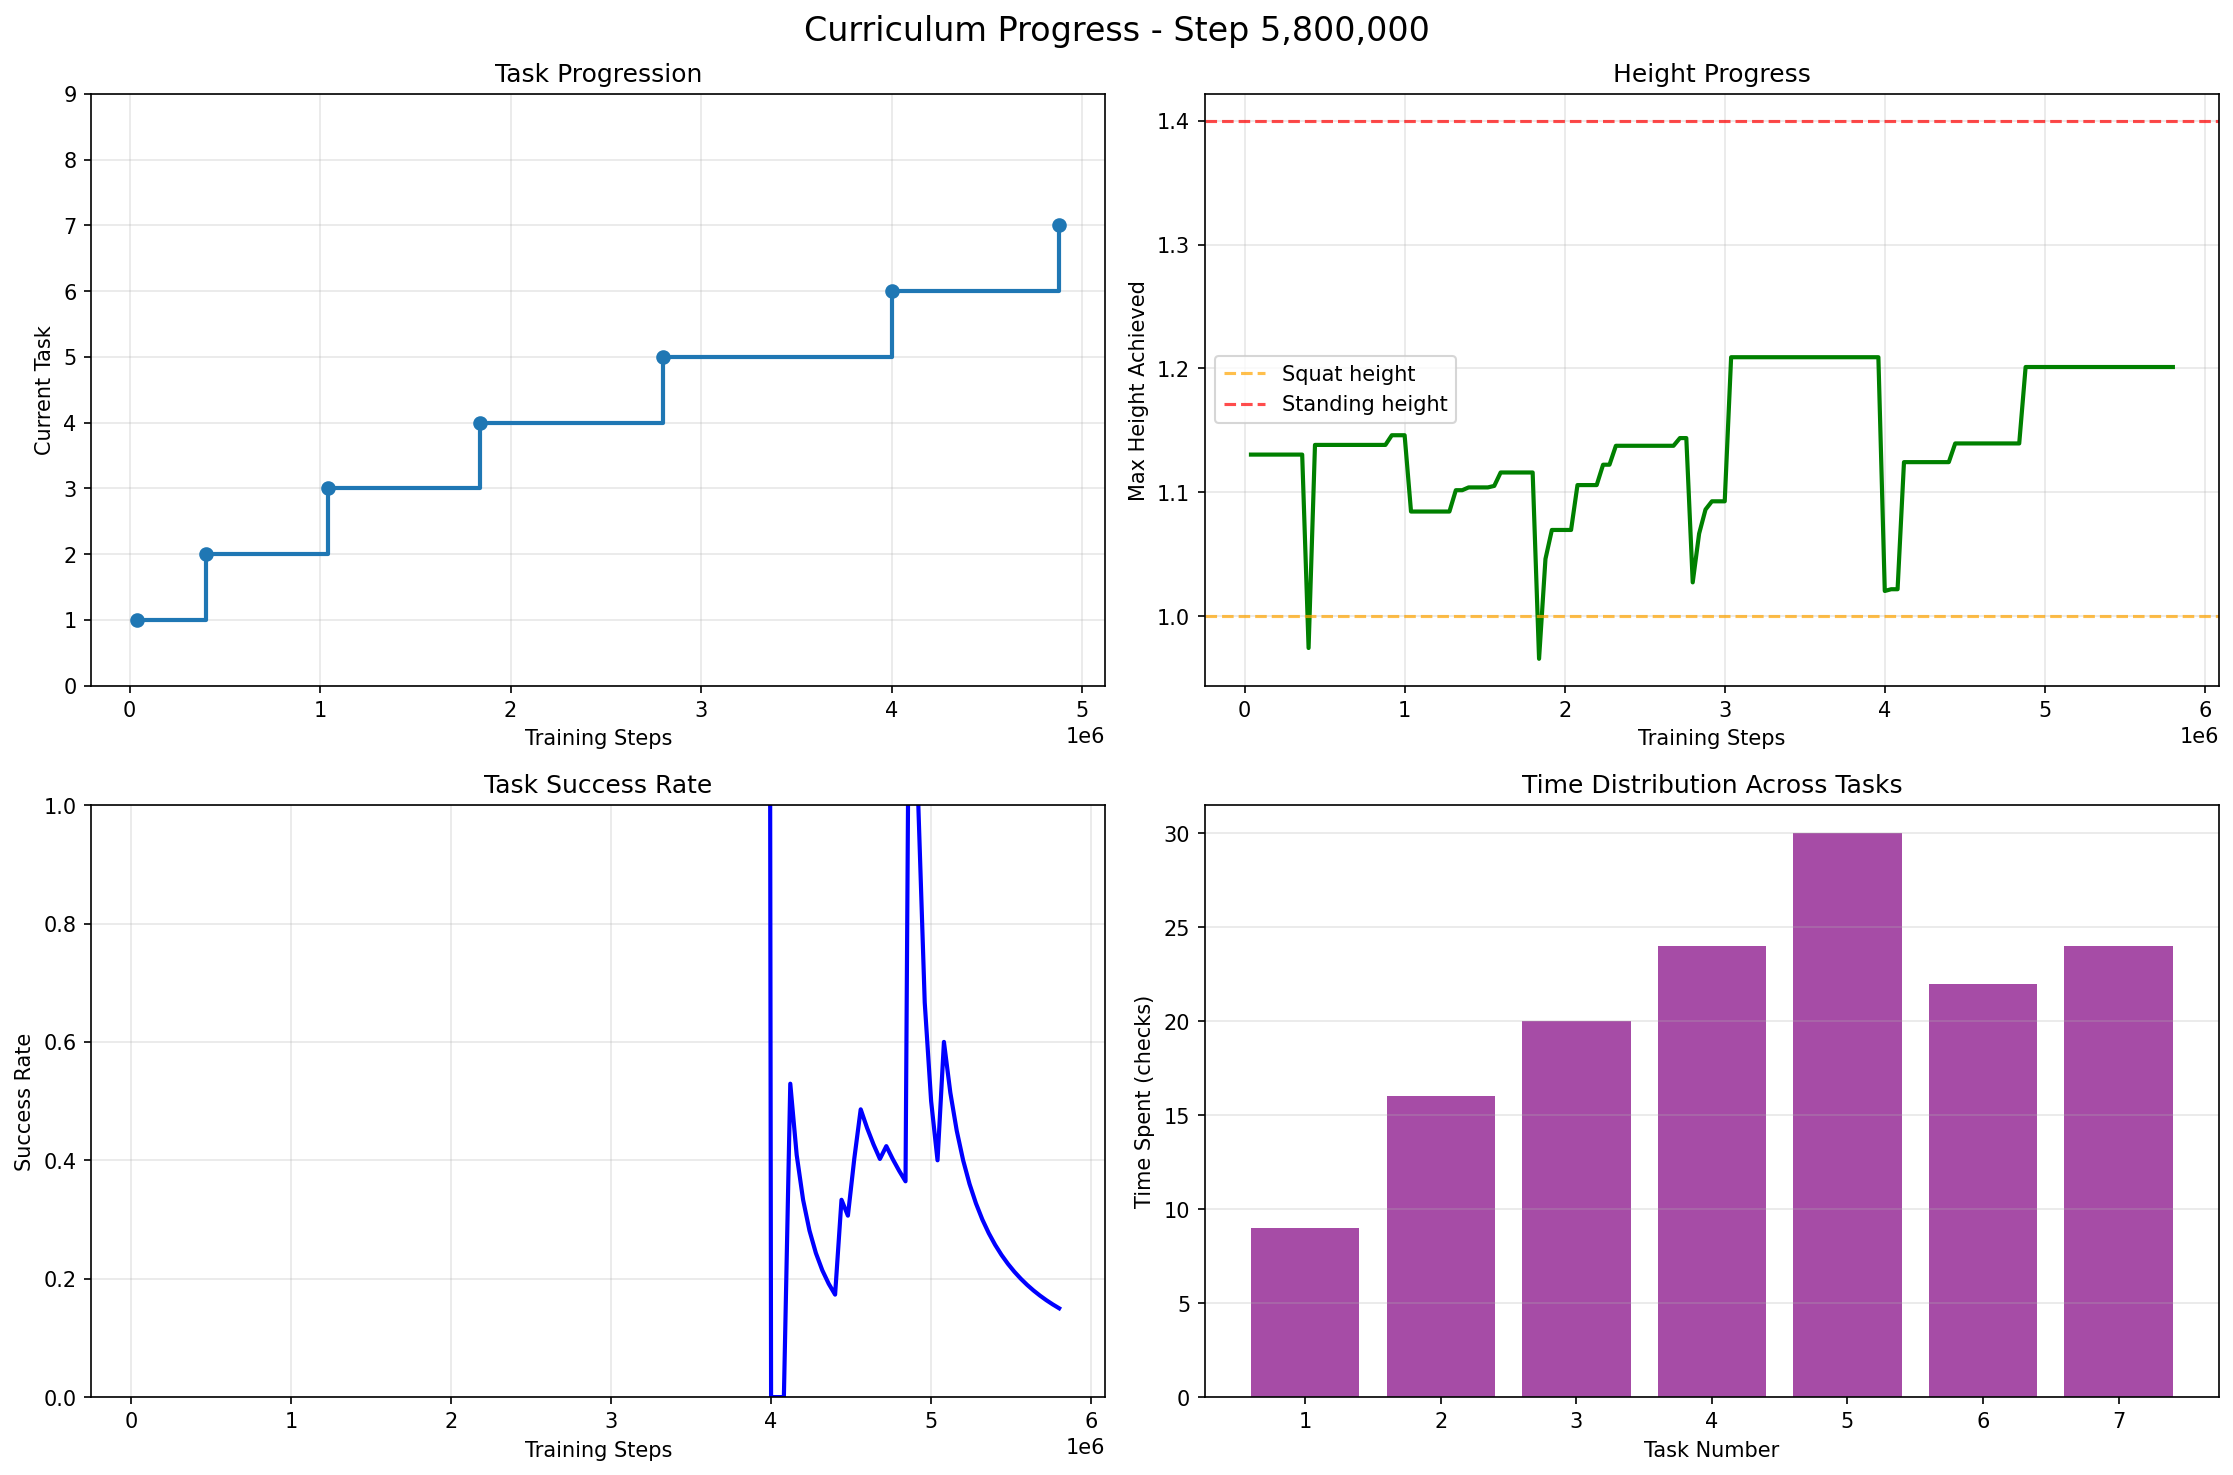 Curriculum Progress - Step 5,800,000
Task Progression
Current Task
9
8
7
6
5
4
3
2
1
0
0 1 2 3 4 5
1e6
Training Steps
Height Progress
Max Height Achieved
1.4
1.3
1.2
1.1
1.0
Squat height
Standing height
0 1 2 3 4 5 6
1e6
Training Steps
Task Success Rate
Success Rate
1.0
0.8
0.6
0.4
0.2
0.0
0 1 2 3 4 5 6
1e6
Training Steps
Time Distribution Across Tasks
Time Spent (checks)
30
25
20
15
10
5
0
1 2 3 4 5 6 7
Task Number